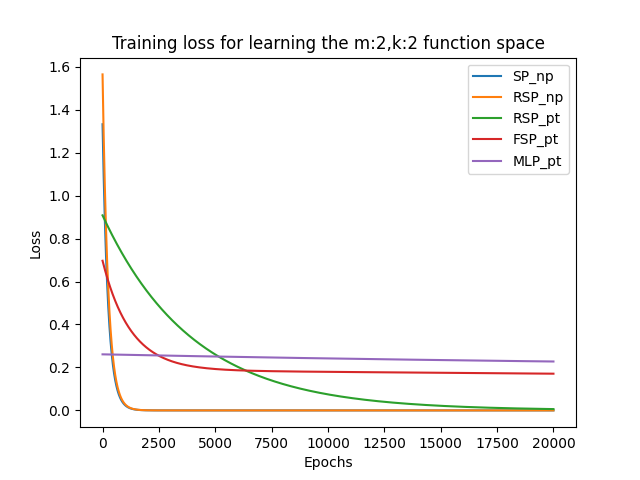 Training loss for learning the m:2,k:2 function space
SP_np
RSP_np
RSP_pt
FSP_pt
MLP_pt
Loss
1.6
1.4
1.2
1.0
0.8
0.6
0.4
0.2
0.0
0 2500 5000 7500 10000 12500 15000 17500 20000
Epochs